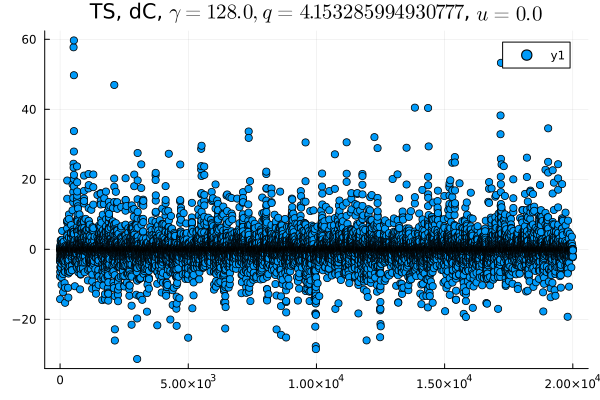 TS, dC, γ = 128.0, q = 4.153285994930777, u = 0.0
y1
60
40
20
0
−20
0 5.00×10³ 1.00×10⁴ 1.50×10⁴ 2.00×10⁴